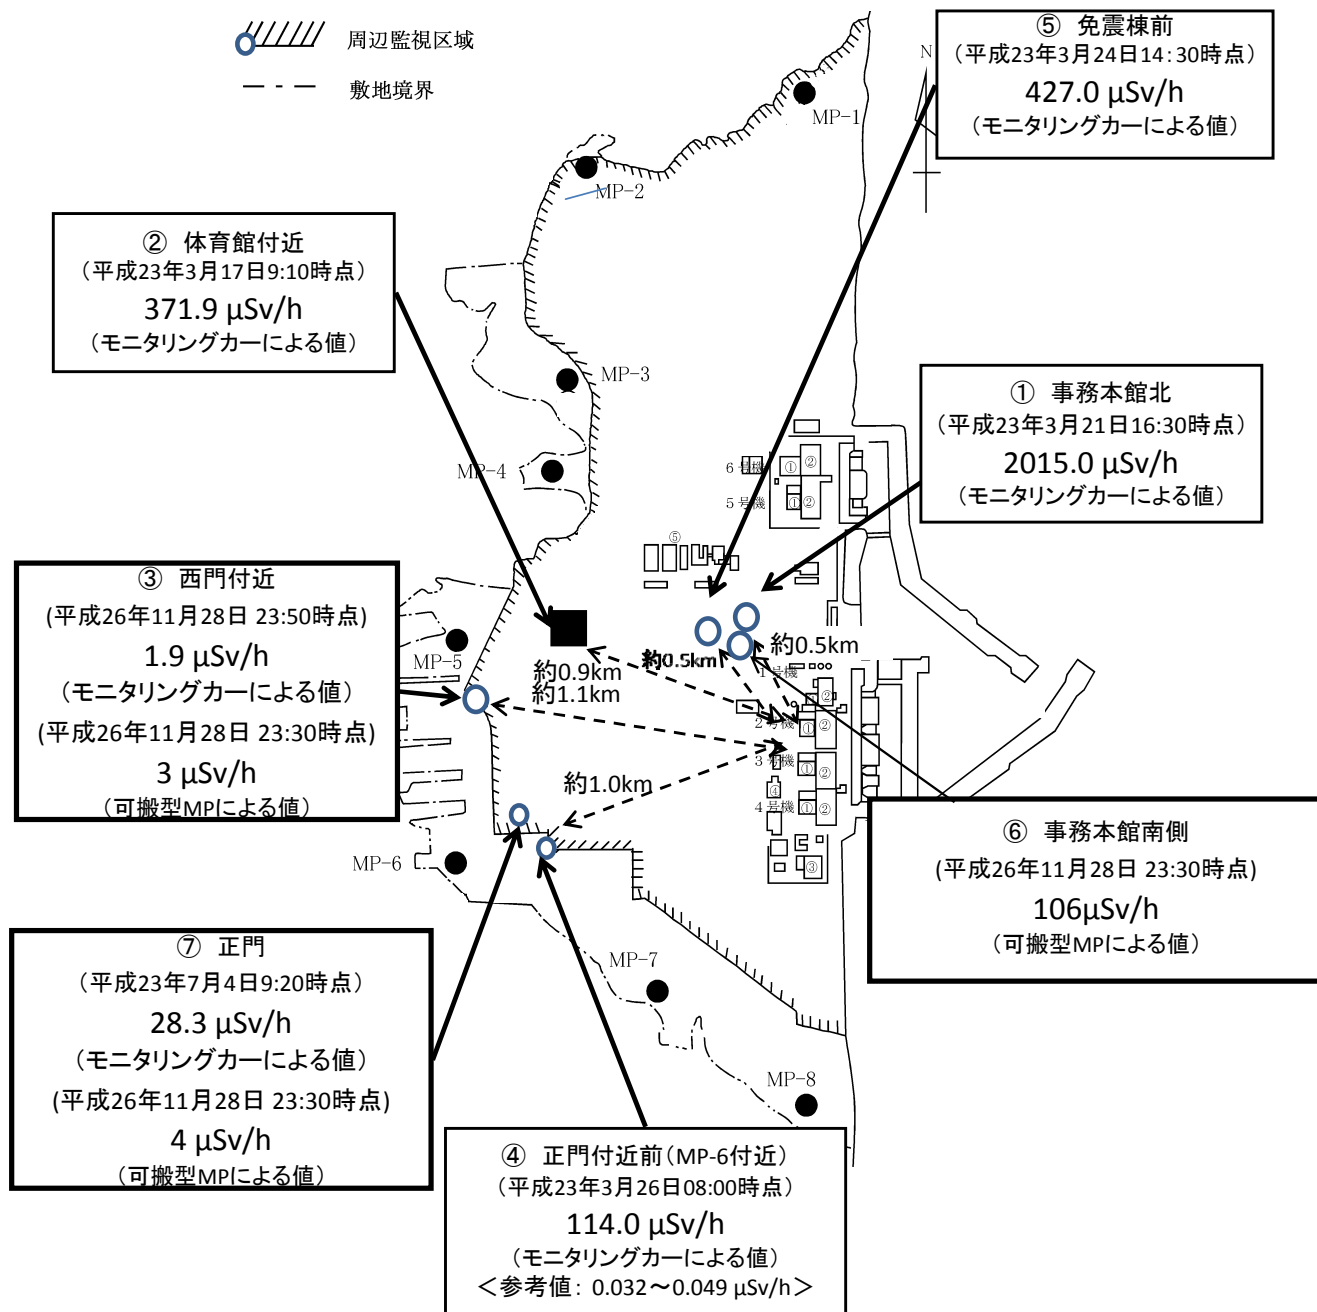 周辺監視区域
敷地境界
⑤ 免震棟前
（平成23年3月24日14:30時点）
427.0 μSv/h
（モニタリングカーによる値）
N
MP-1
MP-2
② 体育館付近
（平成23年3月17日9:10時点）
371.9 μSv/h
（モニタリングカーによる値）
MP-3
MP-4
① 事務本館北
（平成23年3月21日16:30時点）
2015.0 μSv/h
（モニタリングカーによる値）
6号機
①
②
5号機
①
②
⑤
③ 西門付近
(平成26年11月28日 23:50時点)
1.9 μSv/h
（モニタリングカーによる値）
(平成26年11月28日 23:30時点)
3 μSv/h
（可搬型MPによる値）
MP-5
約0.9km
約1.1km
約0.5km
約0.5km
1号機
②
2号機
①
②
3号機
①
②
④
4号機
①
②
③
約1.0km
MP-6
⑥ 事務本館南側
(平成26年11月28日 23:30時点)
106μSv/h
（可搬型MPによる値）
⑦ 正門
（平成23年7月4日9:20時点）
28.3 μSv/h
（モニタリングカーによる値）
(平成26年11月28日 23:30時点)
4 μSv/h
（可搬型MPによる値）
MP-7
MP-8
④ 正門付近前（MP-6付近）
（平成23年3月26日08:00時点）
114.0 μSv/h
（モニタリングカーによる値）
＜参考値：0.032～0.049 μSv/h＞